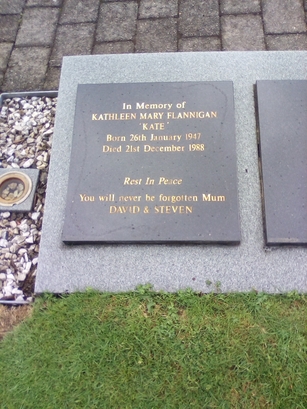 In Memory of
KATHLEEN MARY FLANNIGAN
"KATE"
Born 26th January 1947
Died 21st December 1988
Rest In Peace
You will never be forgotten Mum
DAVID & STEVEN